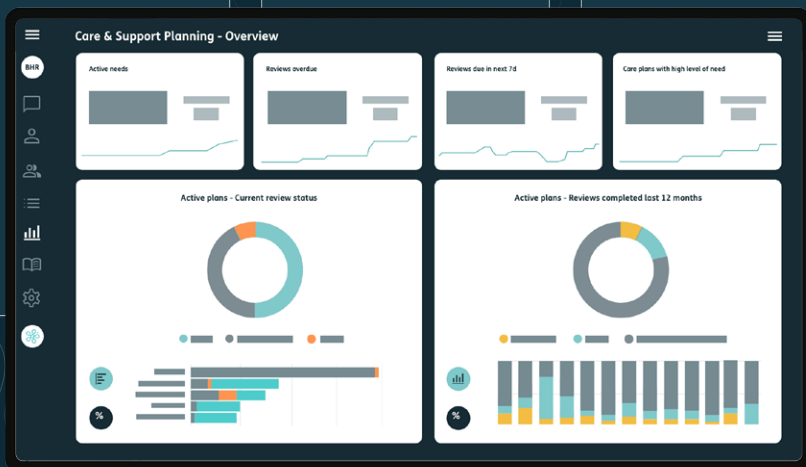 Care & Support Planning - Overview
BHR
Active needs
Reviews overdue
Reviews due in next 7d
Care plans with high level of need
Active plans - Current review status
Active plans - Reviews completed last 12 months
%
%